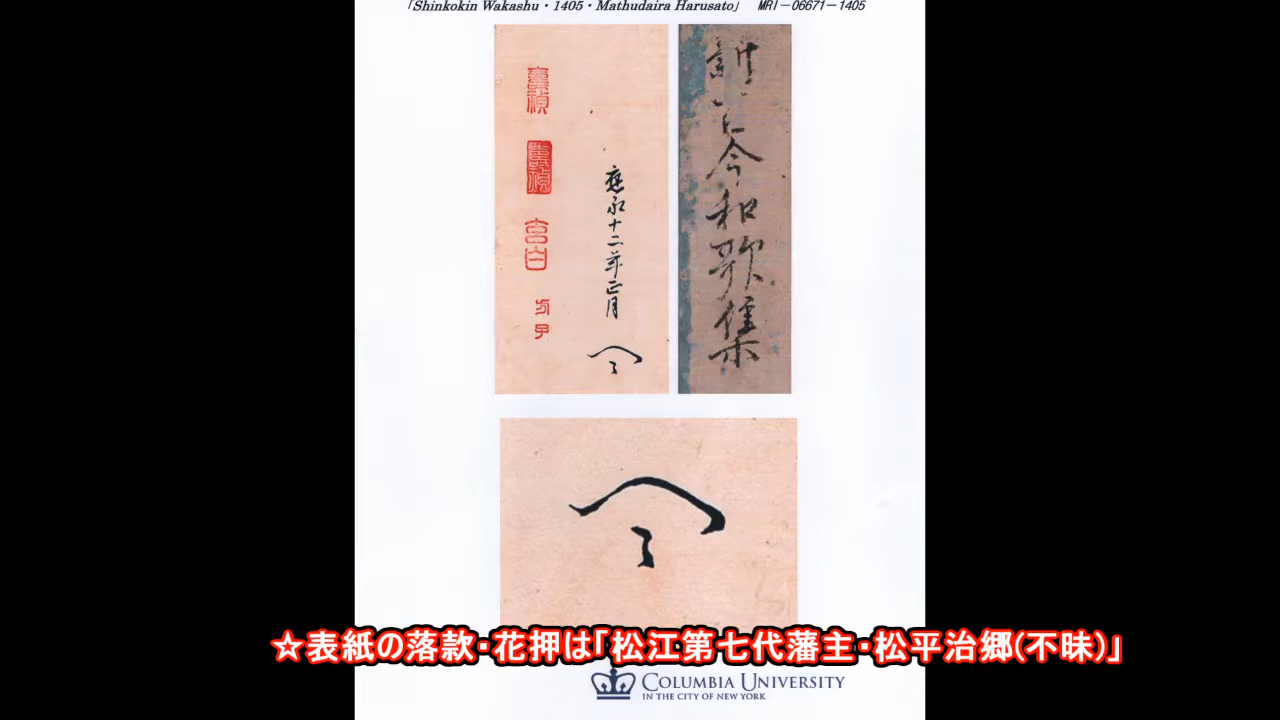 「Shinkokin Wakashu・1405・Mathudaira Harusato」 MRI－06671－1405
新古今和歌集
應永十二年正月
☆表紙の落款・花押は「松江第七代藩主・松平治郷(不昧)」
COLUMBIA UNIVERSITY
IN THE CITY OF NEW YORK